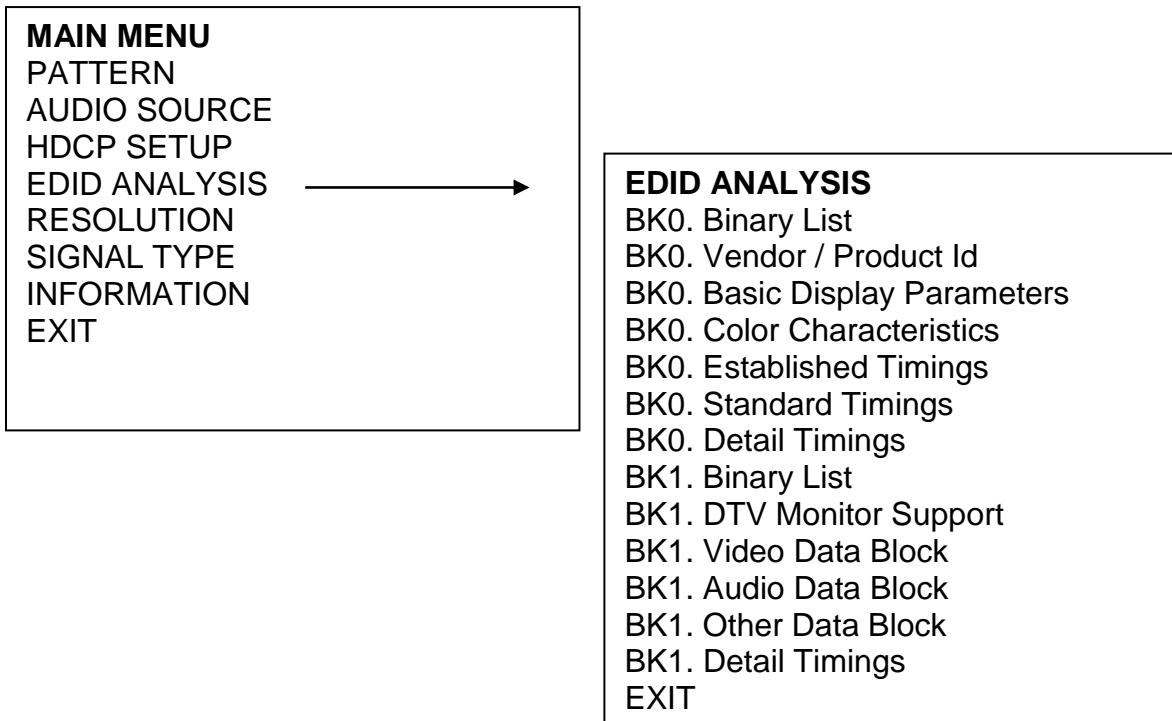 MAIN MENU
PATTERN
AUDIO SOURCE
HDCP SETUP
EDID ANALYSIS
RESOLUTION
SIGNAL TYPE
INFORMATION
EXIT
EDID ANALYSIS
BK0. Binary List
BK0. Vendor / Product Id
BK0. Basic Display Parameters
BK0. Color Characteristics
BK0. Established Timings
BK0. Standard Timings
BK0. Detail Timings
BK1. Binary List
BK1. DTV Monitor Support
BK1. Video Data Block
BK1. Audio Data Block
BK1. Other Data Block
BK1. Detail Timings
EXIT